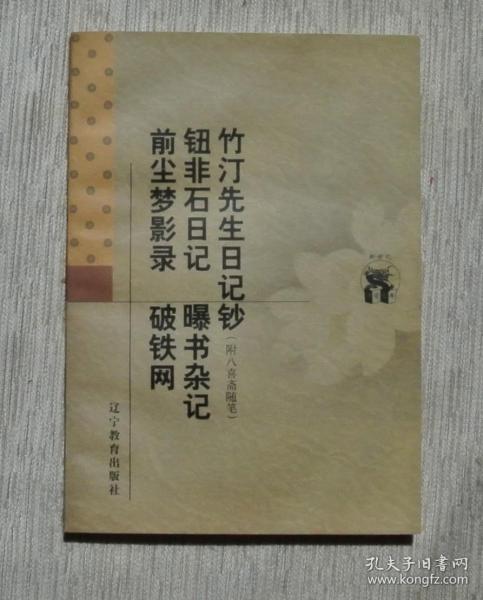 竹汀先生日记钞(附八喜斋随笔)
钮非石日记 曝书杂记
前尘梦影录 破铁网
辽宁教育出版社
孔夫子旧书网
www.kongfz.com